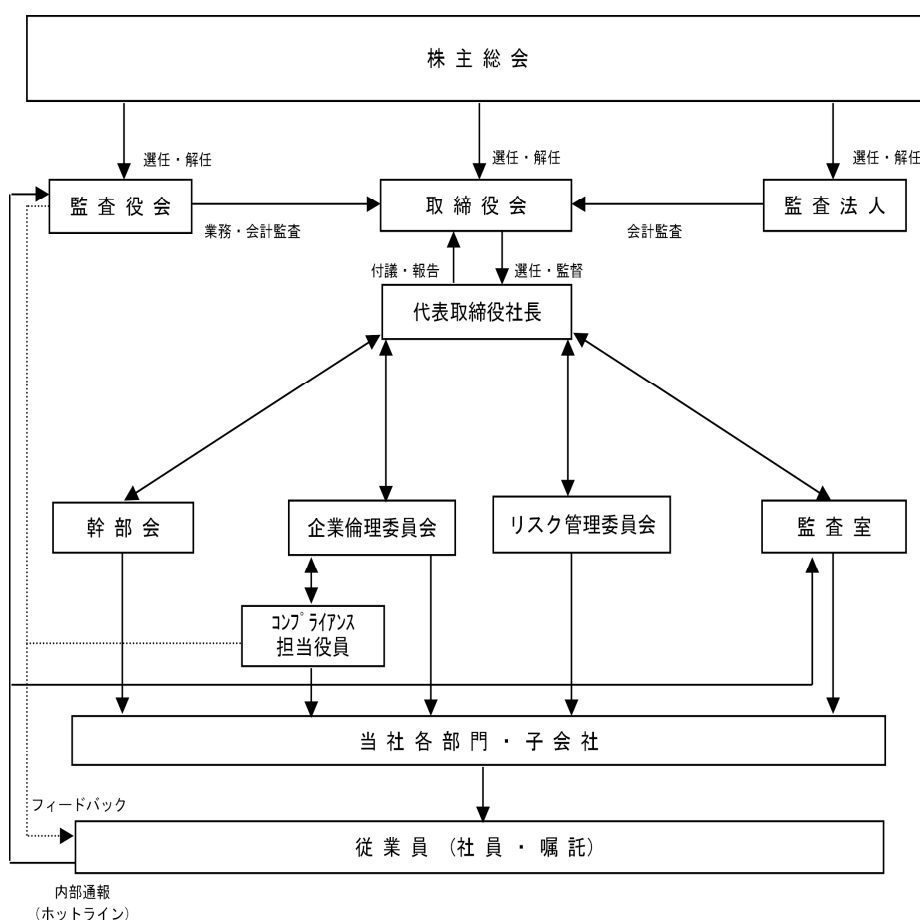 株主総会
選任・解任
選任・解任
選任・解任
監査役会
取締役会
監査法人
業務・会計監査
会計監査
付議・報告
選任・監督
代表取締役社長
幹部会
企業倫理委員会
リスク管理委員会
監査室
コンプライアンス
担当役員
当社各部門・子会社
フィードバック
従業員(社員・嘱託)
内部通報
(ホットライン)